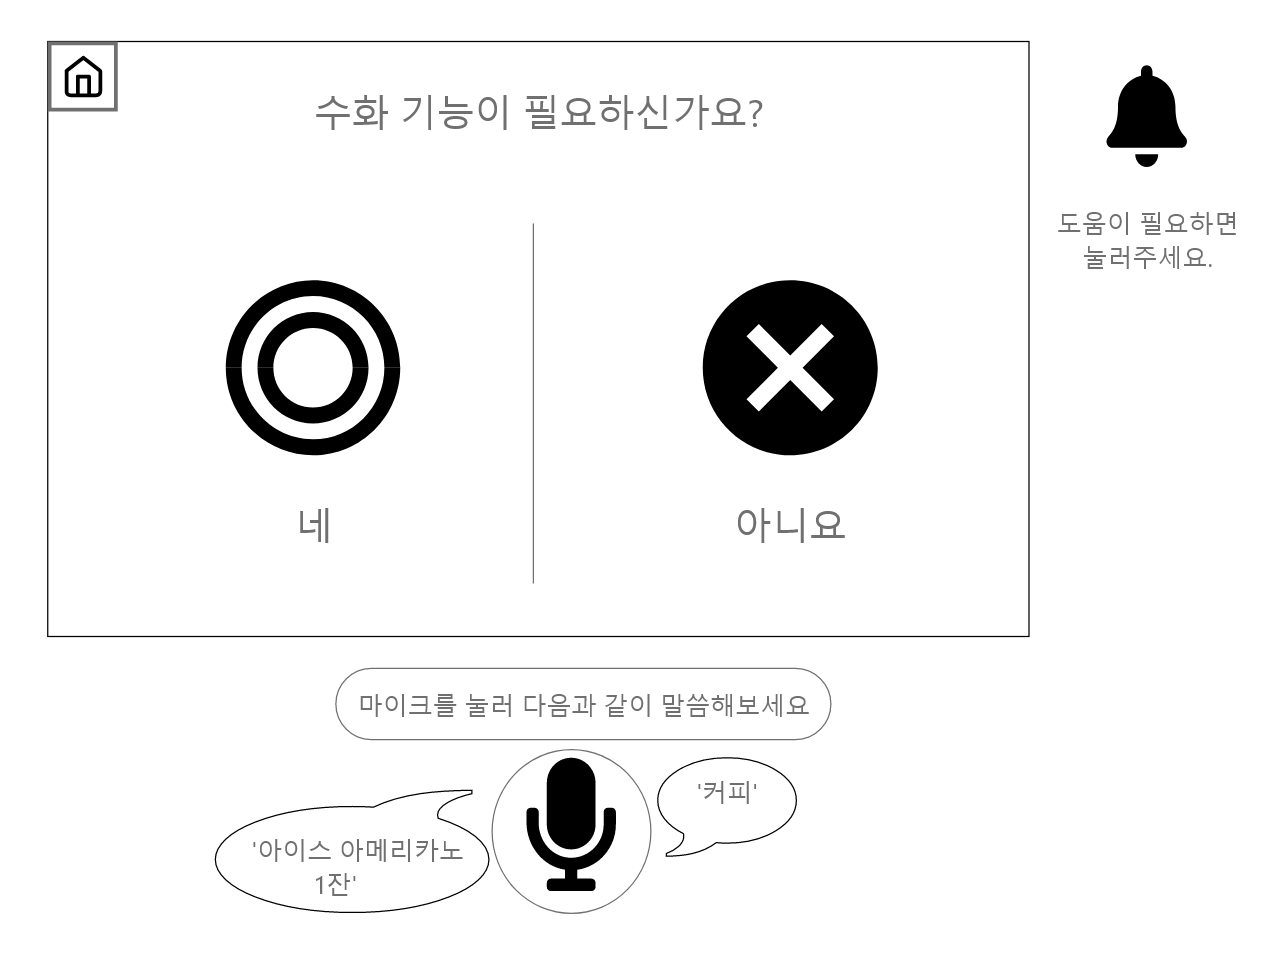 수화 기능이 필요하신가요?
도움이 필요하면
눌러주세요.
네
아니요
마이크를 눌러 다음과 같이 말씀해보세요
'커피'
'아이스 아메리카노
1잔'